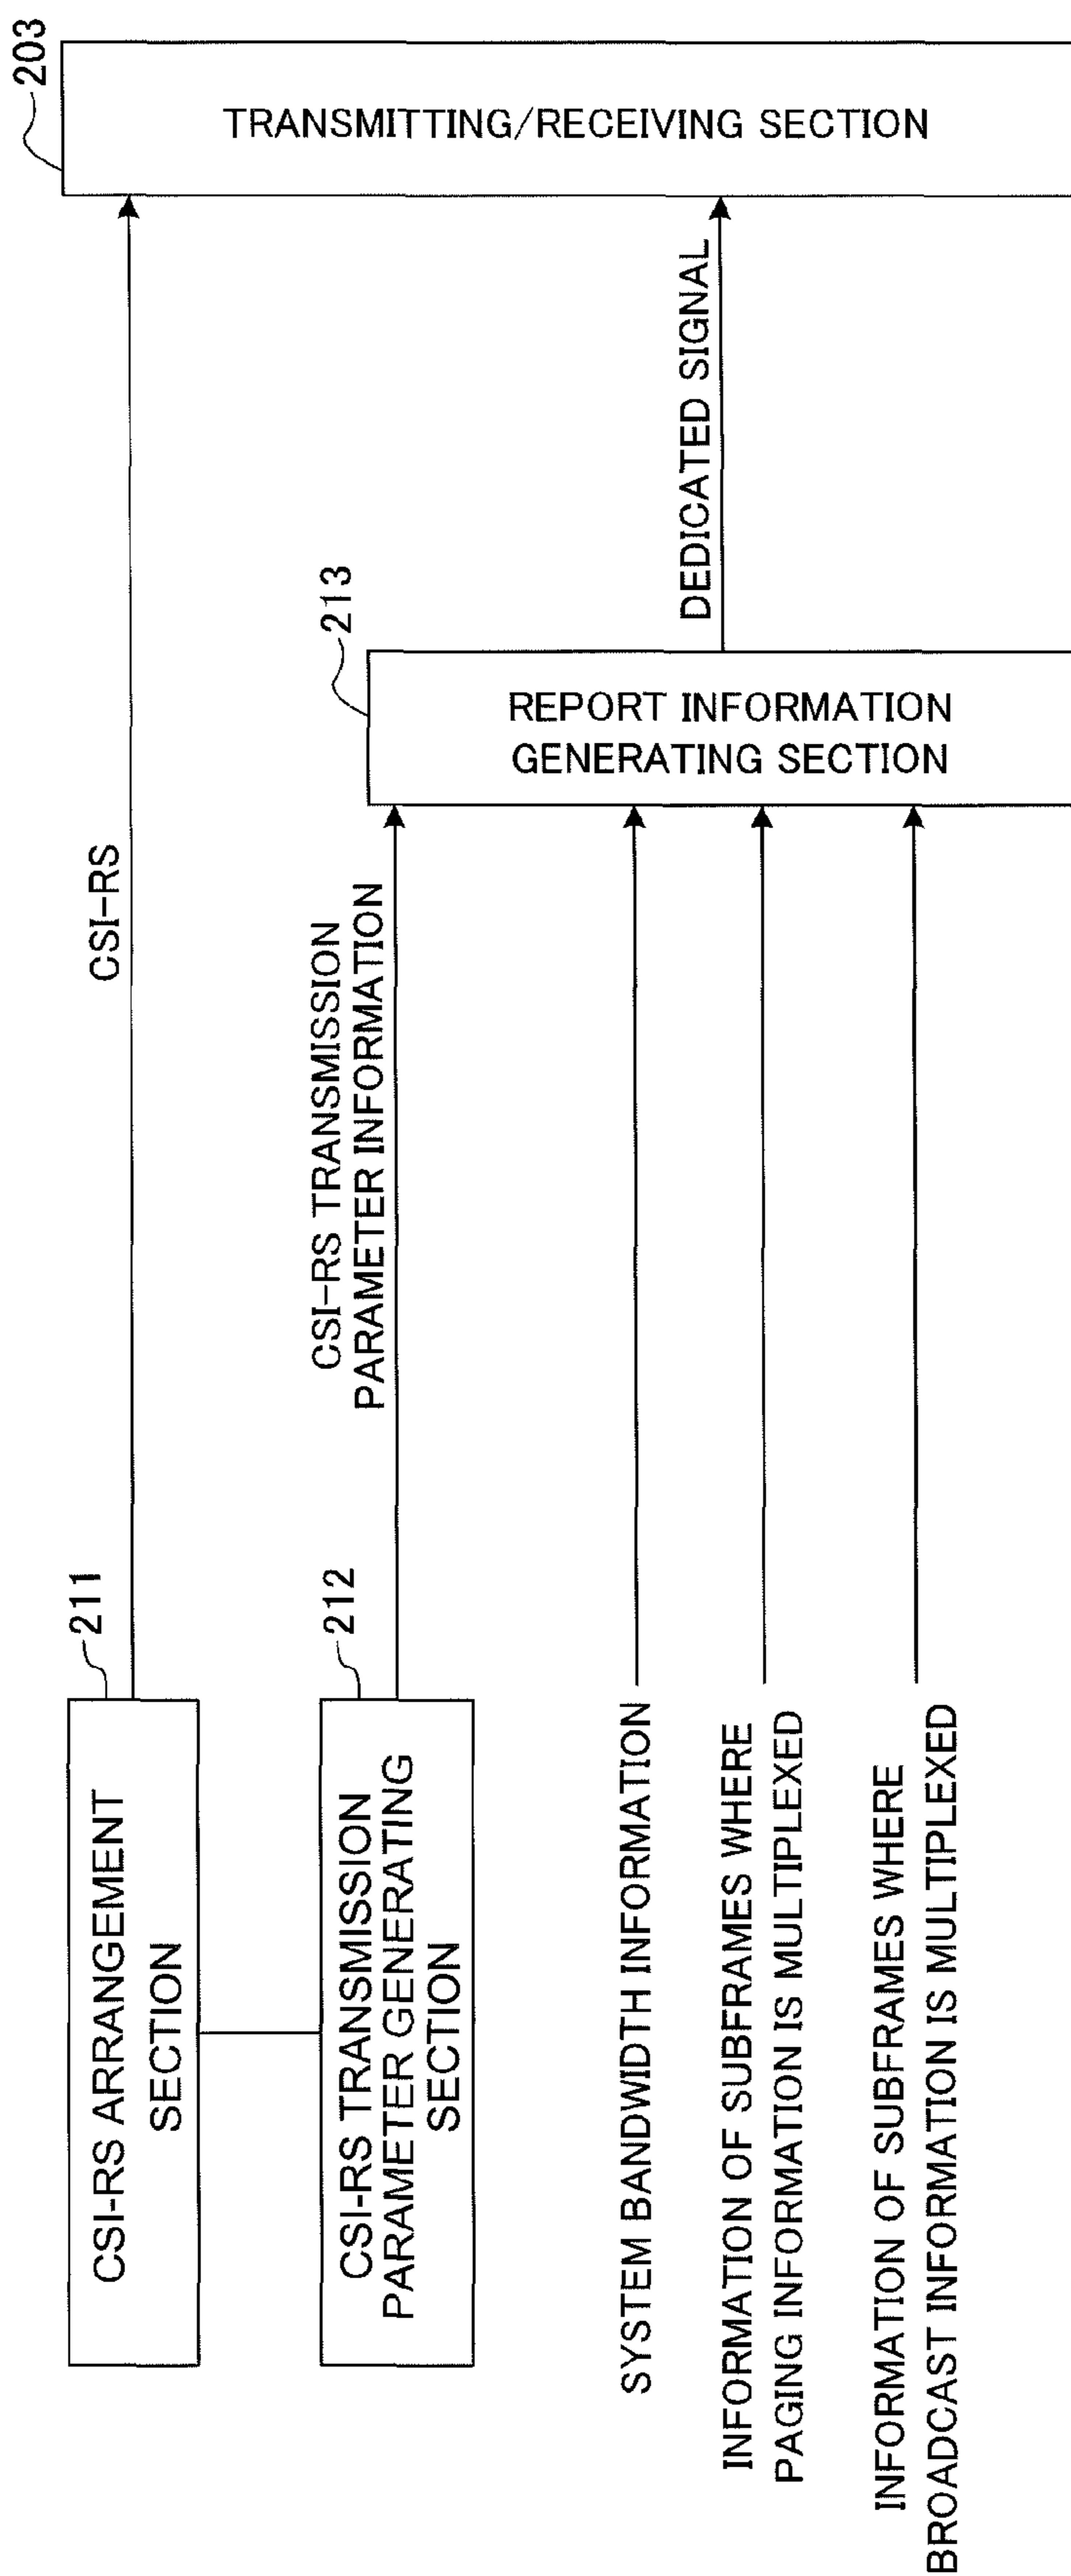 211
CSI-RS ARRANGEMENT
SECTION
CSI-RS
203
TRANSMITTING/RECEIVING SECTION
212
CSI-RS TRANSMISSION
PARAMETER GENERATING
SECTION
CSI-RS TRANSMISSION
PARAMETER INFORMATION
213
REPORT INFORMATION
GENERATING SECTION
DEDICATED SIGNAL
SYSTEM BANDWIDTH INFORMATION
INFORMATION OF SUBFRAMES WHERE
PAGING INFORMATION IS MULTIPLEXED
INFORMATION OF SUBFRAMES WHERE
BROADCAST INFORMATION IS MULTIPLEXED